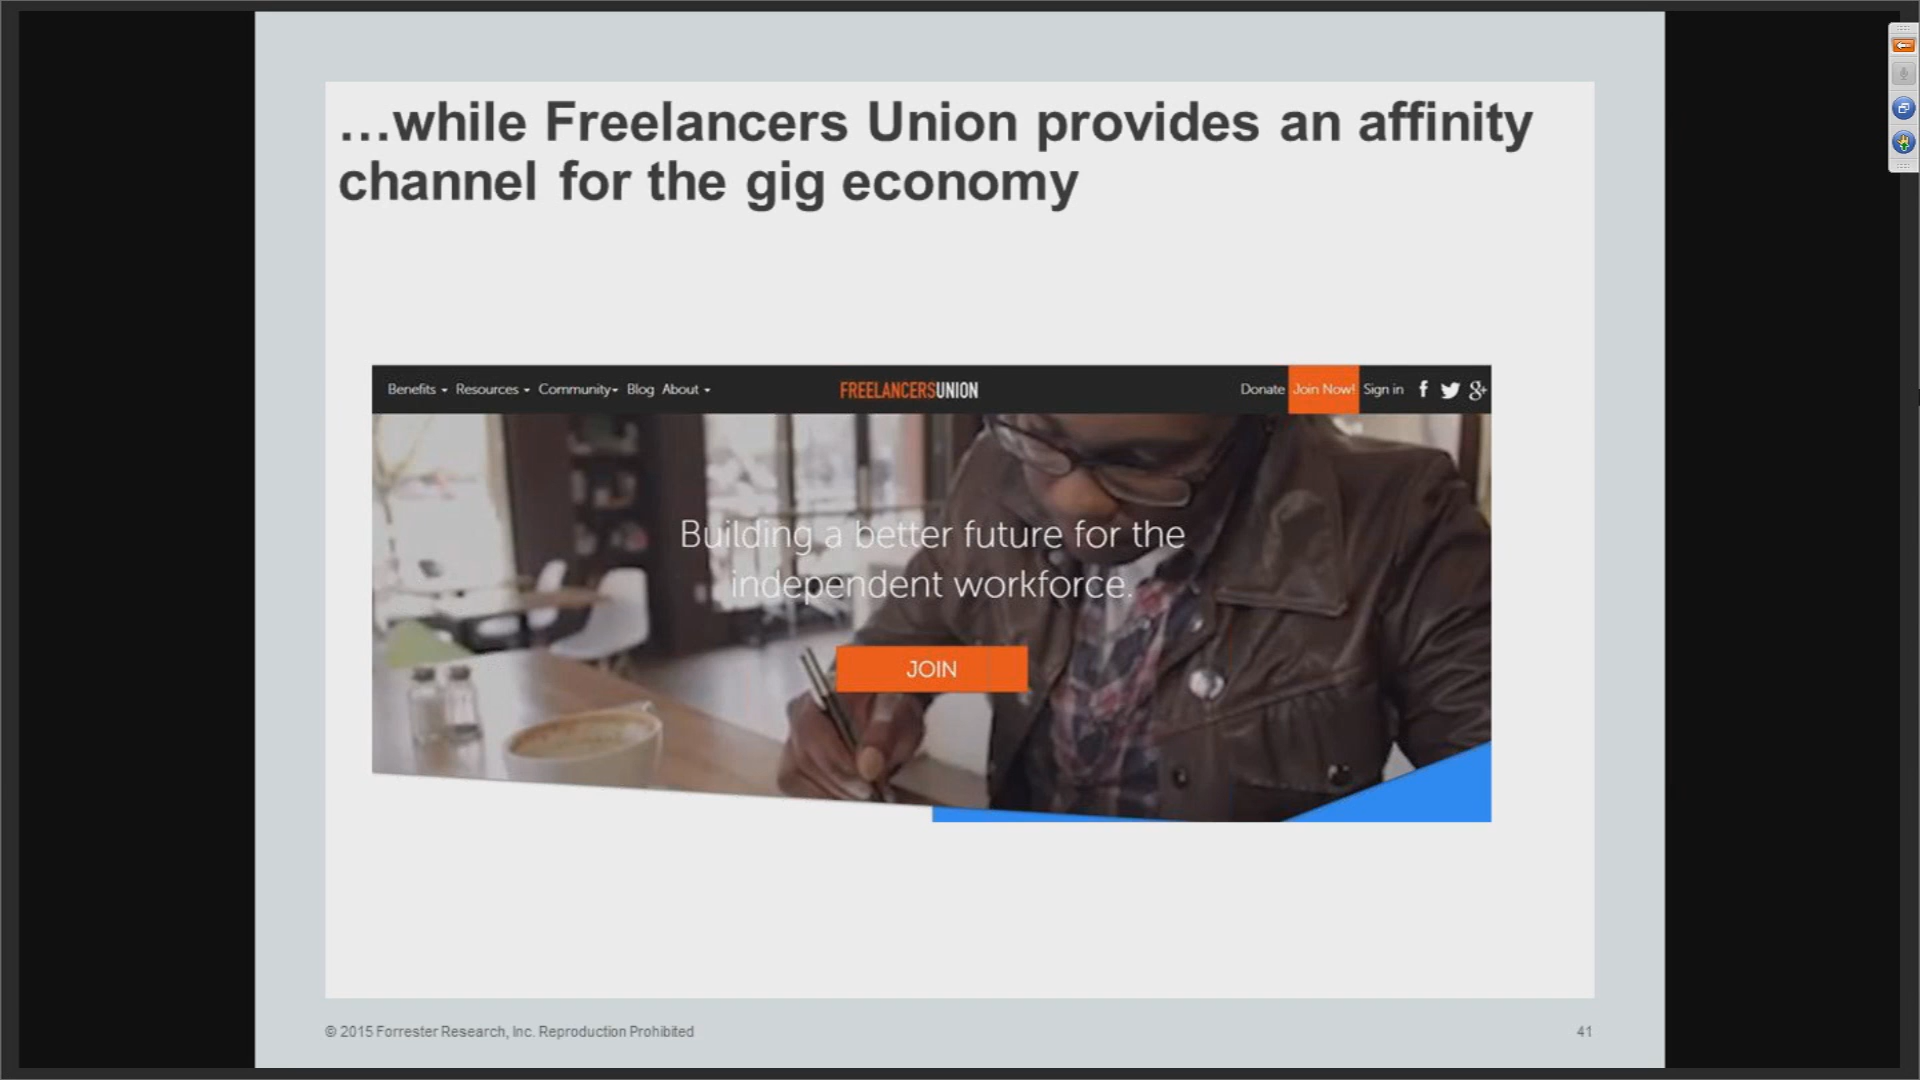 …while Freelancers Union provides an affinity
channel for the gig economy
Benefits Resources Community Blog About FREELANCERSUNION Donate Join Now! Sign in f g+
Building a better future for the
independent workforce.
JOIN
© 2015 Forrester Research, Inc. Reproduction Prohibited 41